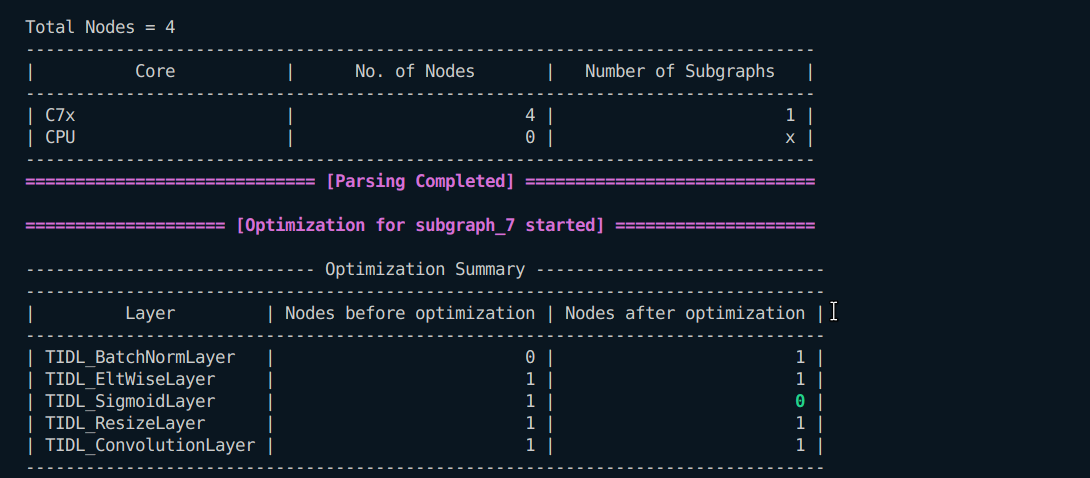 Total Nodes = 4
-------------------------------------------------------------------------------
|          Core           |      No. of Nodes       |   Number of Subgraphs   |
-------------------------------------------------------------------------------
| C7x                     |                       4 |                       1 |
| CPU                     |                       0 |                       x |
-------------------------------------------------------------------------------
============================= [Parsing Completed] =============================
==================== [Optimization for subgraph_7 started] ====================
----------------------------- Optimization Summary -----------------------------
--------------------------------------------------------------------------------
|         Layer         | Nodes before optimization | Nodes after optimization |
--------------------------------------------------------------------------------
| TIDL_BatchNormLayer   |                         0 |                        1 |
| TIDL_EltWiseLayer     |                         1 |                        1 |
| TIDL_SigmoidLayer     |                         1 |                        0 |
| TIDL_ResizeLayer      |                         1 |                        1 |
| TIDL_ConvolutionLayer |                         1 |                        1 |
--------------------------------------------------------------------------------